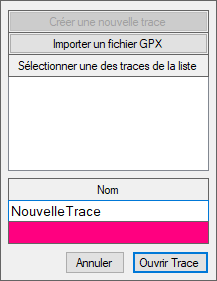 Créer une nouvelle trace
Importer un fichier GPX
Sélectionner une des traces de la liste
Nom
NouvelleTrace
Annuler
Ouvrir Trace